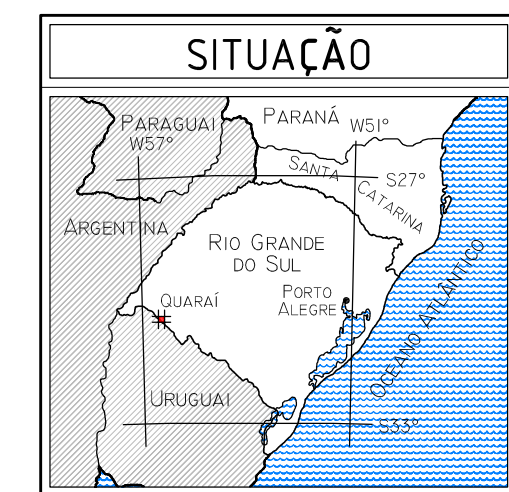 SITUAÇÃO
PARAGUAI
PARANÁ
W57°
W51°
SANTA
CATARINA
S27°
ARGENTINA
RIO GRANDE
DO SUL
OCEANO ATLÂNTICO
QUARAÍ
PORTO
ALEGRE
URUGUAI
S33°